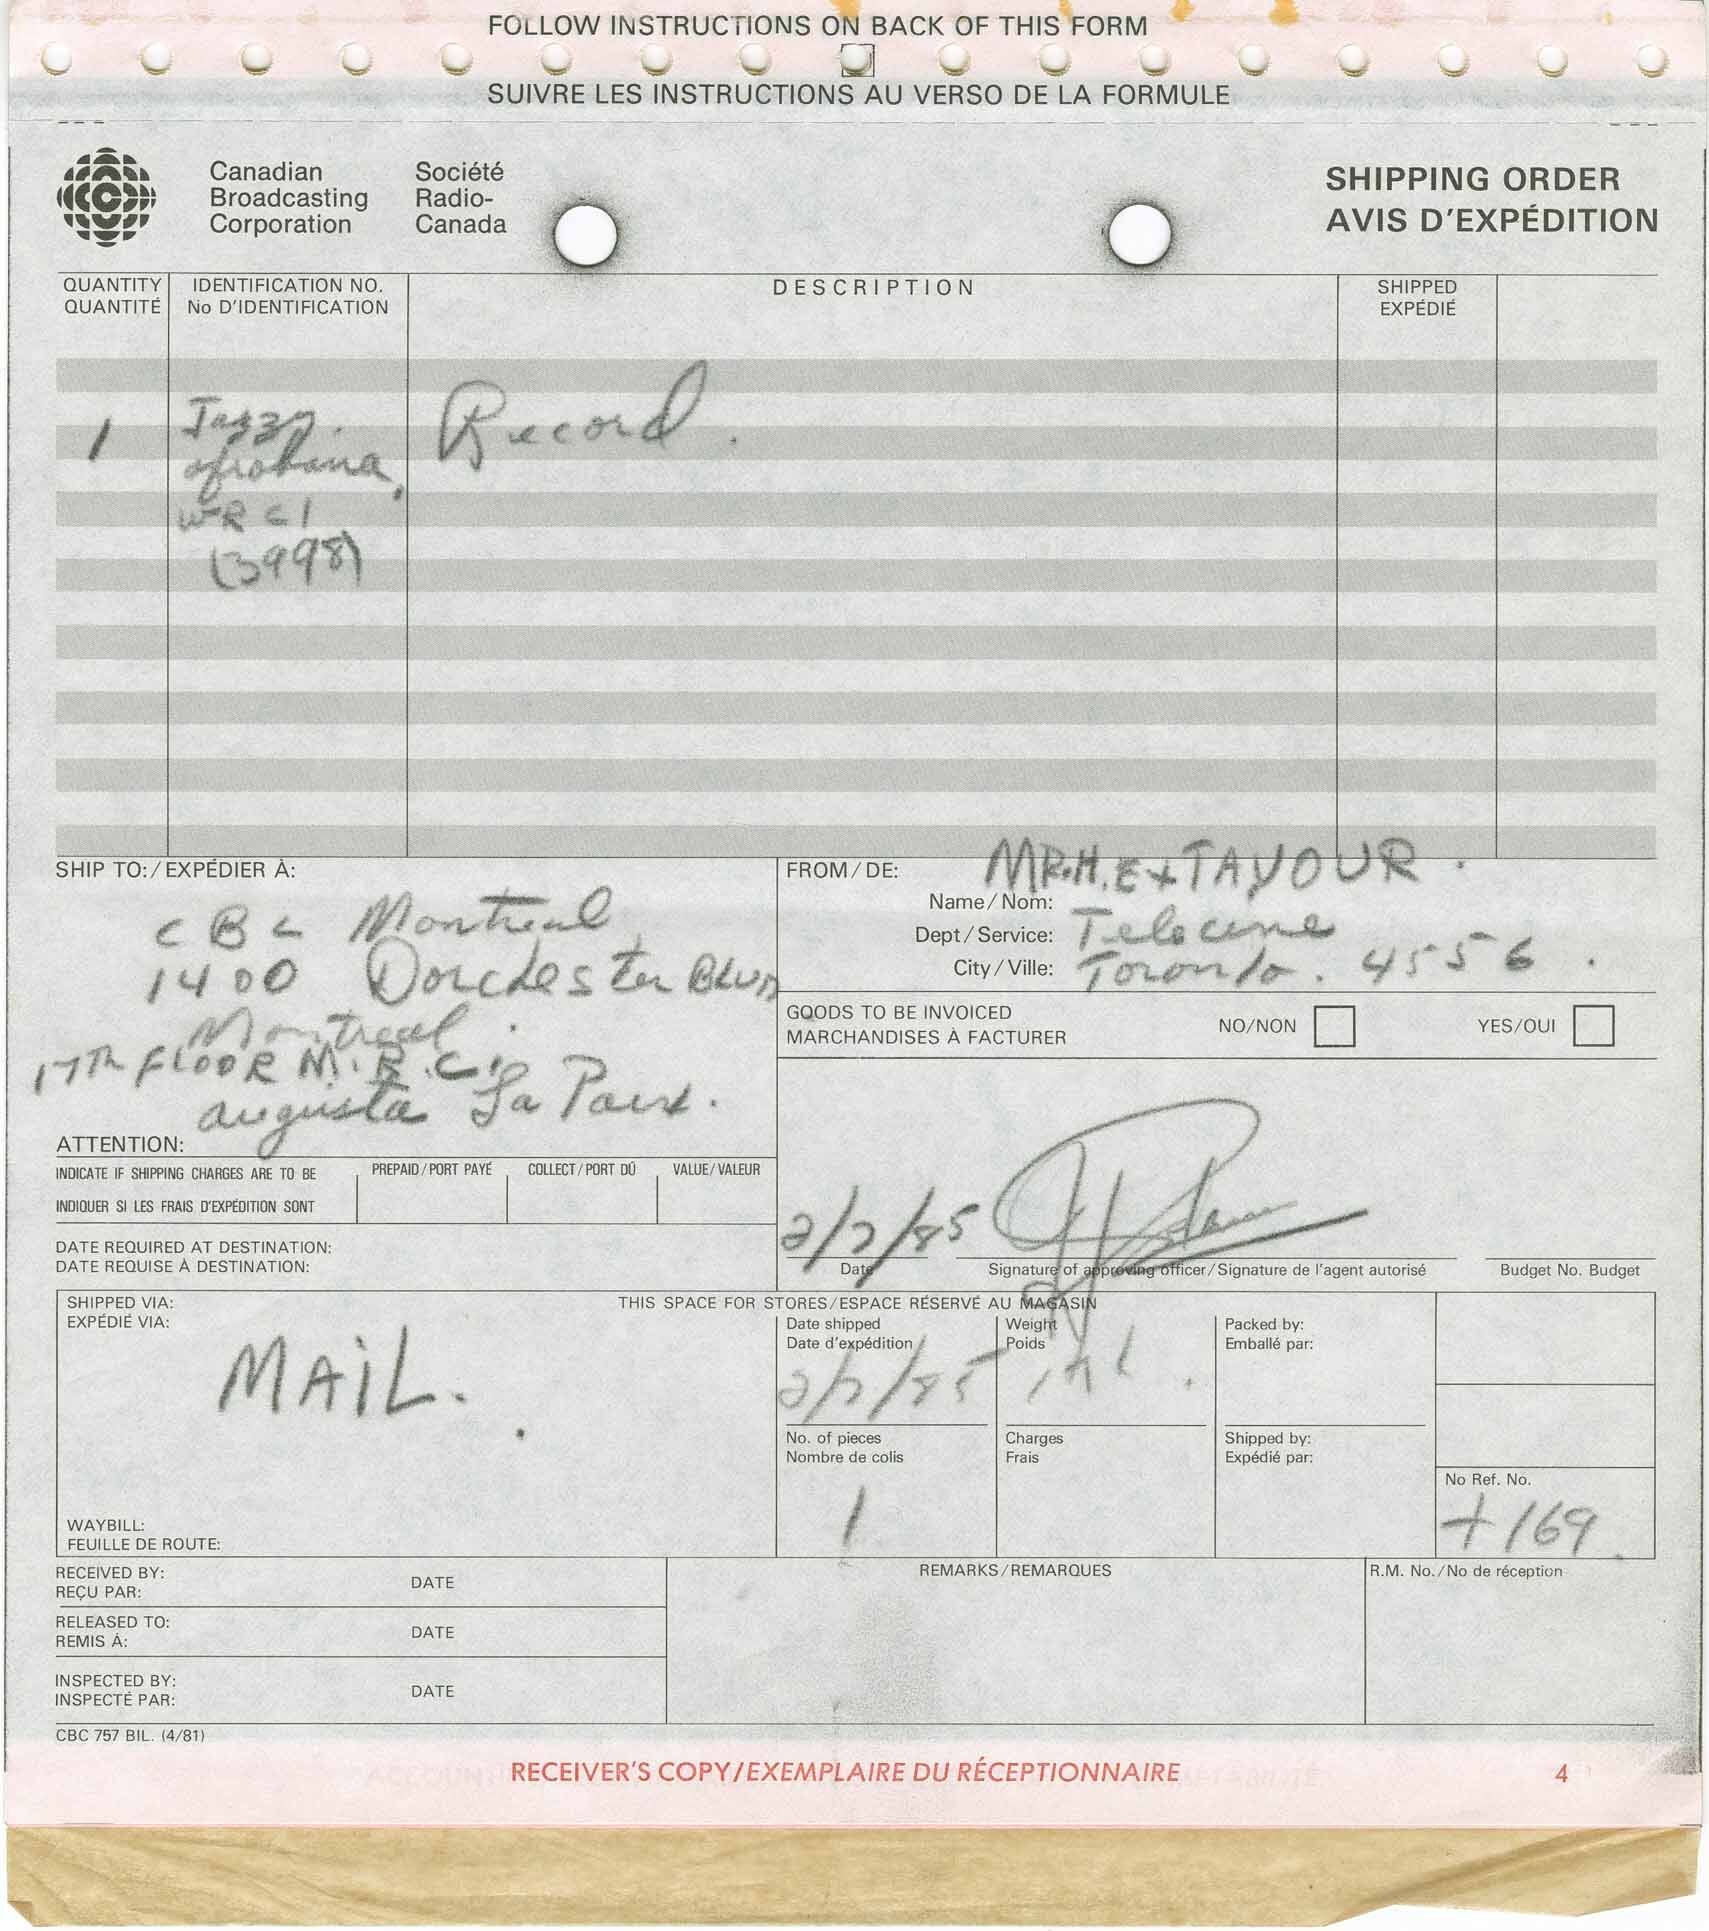 FOLLOW INSTRUCTIONS ON BACK OF THIS FORM
SUIVRE LES INSTRUCTIONS AU VERSO DE LA FORMULE
Canadian Broadcasting Corporation
Société Radio-Canada
SHIPPING ORDER
AVIS D'EXPÉDITION
QUANTITY IDENTIFICATION NO. DESCRIPTION SHIPPED
QUANTITÉ No D'IDENTIFICATION EXPÉDIÉ
1 Jazz Record.
WRC1
(3998)
SHIP TO:/EXPÉDIER À:
CBC Montreal
1400 Dorchester BLVD
Montreal.
17Th FLOOR M.R.C.
augusta La Paix.
ATTENTION:
INDICATE IF SHIPPING CHARGES ARE TO BE
INDIQUER SI LES FRAIS D'EXPÉDITION SONT
PREPAID/PORT PAYÉ COLLECT/PORT DÛ VALUE/VALEUR
DATE REQUIRED AT DESTINATION:
DATE REQUISE À DESTINATION:
FROM/DE: MR.H. ExTAVOUR.
Name/Nom:
Dept/Service: Telecine
City/Ville: Toronto. 4556.
GOODS TO BE INVOICED
MARCHANDISES À FACTURER
NO/NON YES/OUI
2/7/85
Date Signature of approving officer/Signature de l'agent autorisé Budget No. Budget
SHIPPED VIA:
EXPÉDIÉ VIA:
MAIL.
WAYBILL:
FEUILLE DE ROUTE:
THIS SPACE FOR STORES/ESPACE RÉSERVÉ AU MAGASIN
Date shipped Weight Packed by:
Date d'expédition Poids Emballé par:
2/7/85
No. of pieces Charges Shipped by:
Nombre de colis Frais Expédié par:
1
No Ref. No.
+169
RECEIVED BY:
REÇU PAR: DATE
RELEASED TO:
REMIS À: DATE
INSPECTED BY:
INSPECTÉ PAR: DATE
REMARKS/REMARQUES
R.M. No./No de réception
CBC 757 BIL. (4/81)
RECEIVER'S COPY/EXEMPLAIRE DU RÉCEPTIONNAIRE 4